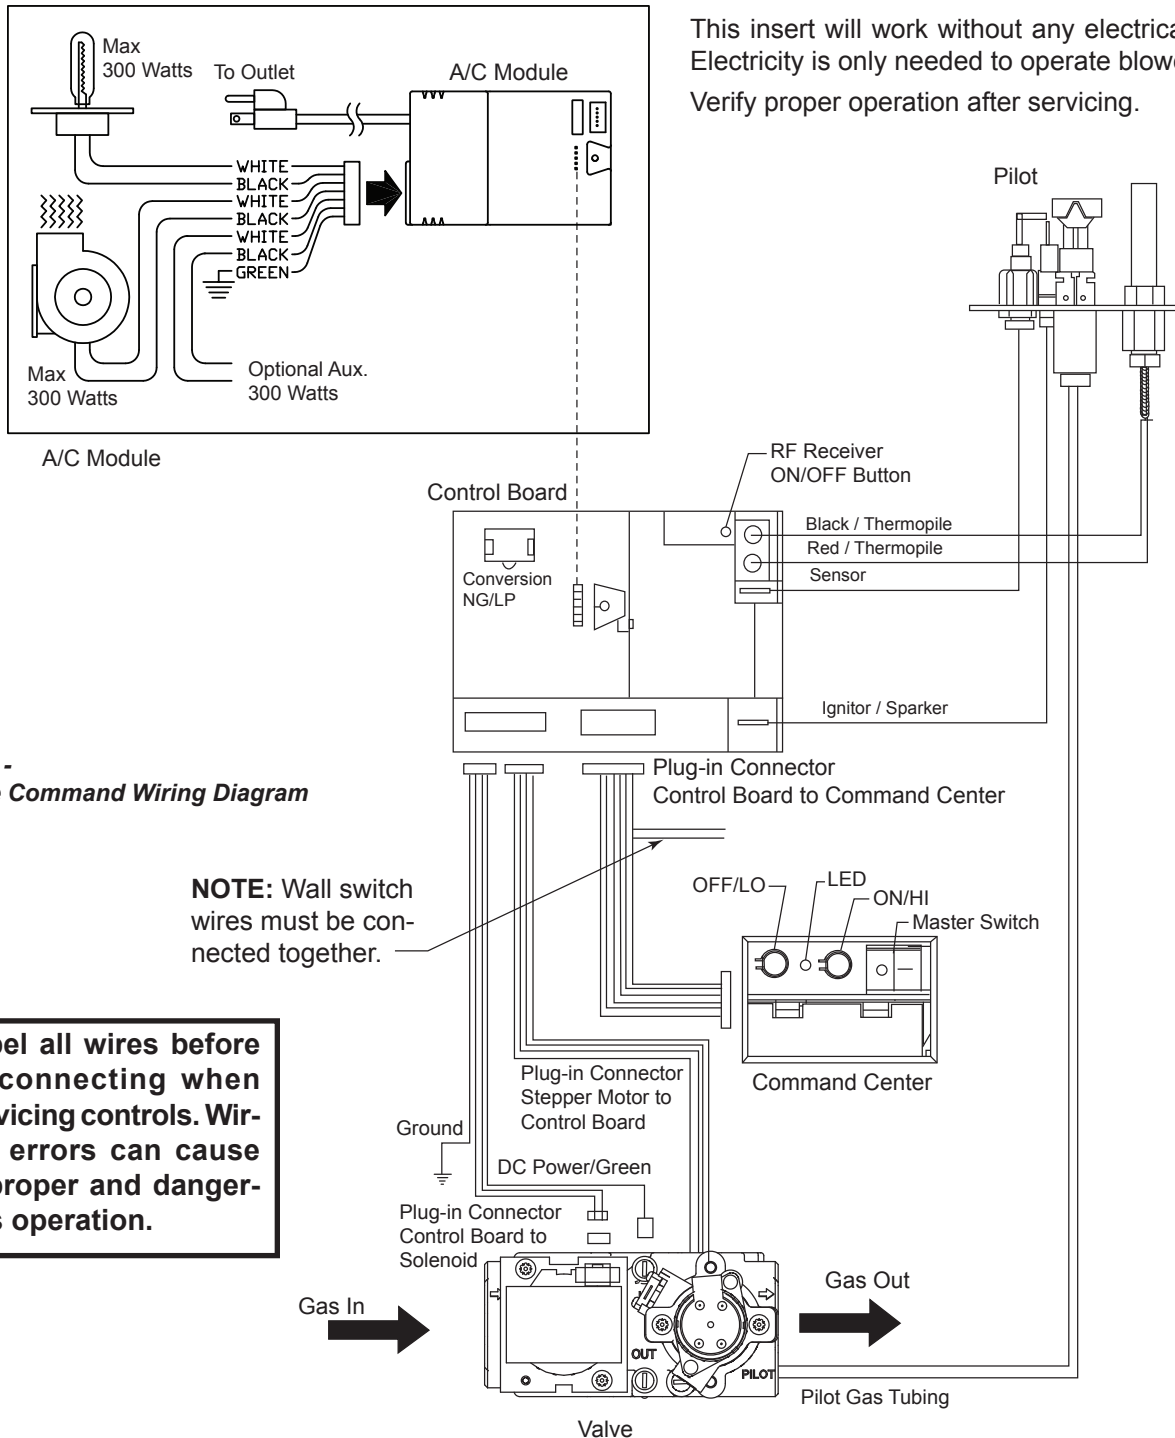 Max
300 Watts
To Outlet
A/C Module
WHITE
BLACK
WHITE
BLACK
WHITE
BLACK
GREEN
Max
300 Watts
Optional Aux.
300 Watts
A/C Module
This insert will work without any electrica
Electricity is only needed to operate blowe
Verify proper operation after servicing.
Pilot
RF Receiver
ON/OFF Button
Control Board
Conversion
NG/LP
Black / Thermopile
Red / Thermopile
Sensor
Ignitor / Sparker
-
Command Wiring Diagram
Plug-in Connector
Control Board to Command Center
NOTE: Wall switch
wires must be con-
nected together.
OFF/LO
LED
ON/HI
Master Switch
Command Center
bel all wires before
connecting when
vicing controls. Wir-
errors can cause
proper and danger-
s operation.
Plug-in Connector
Stepper Motor to
Control Board
Ground
DC Power/Green
Plug-in Connector
Control Board to
Solenoid
Gas In
Gas Out
OUT
PILOT
Pilot Gas Tubing
Valve